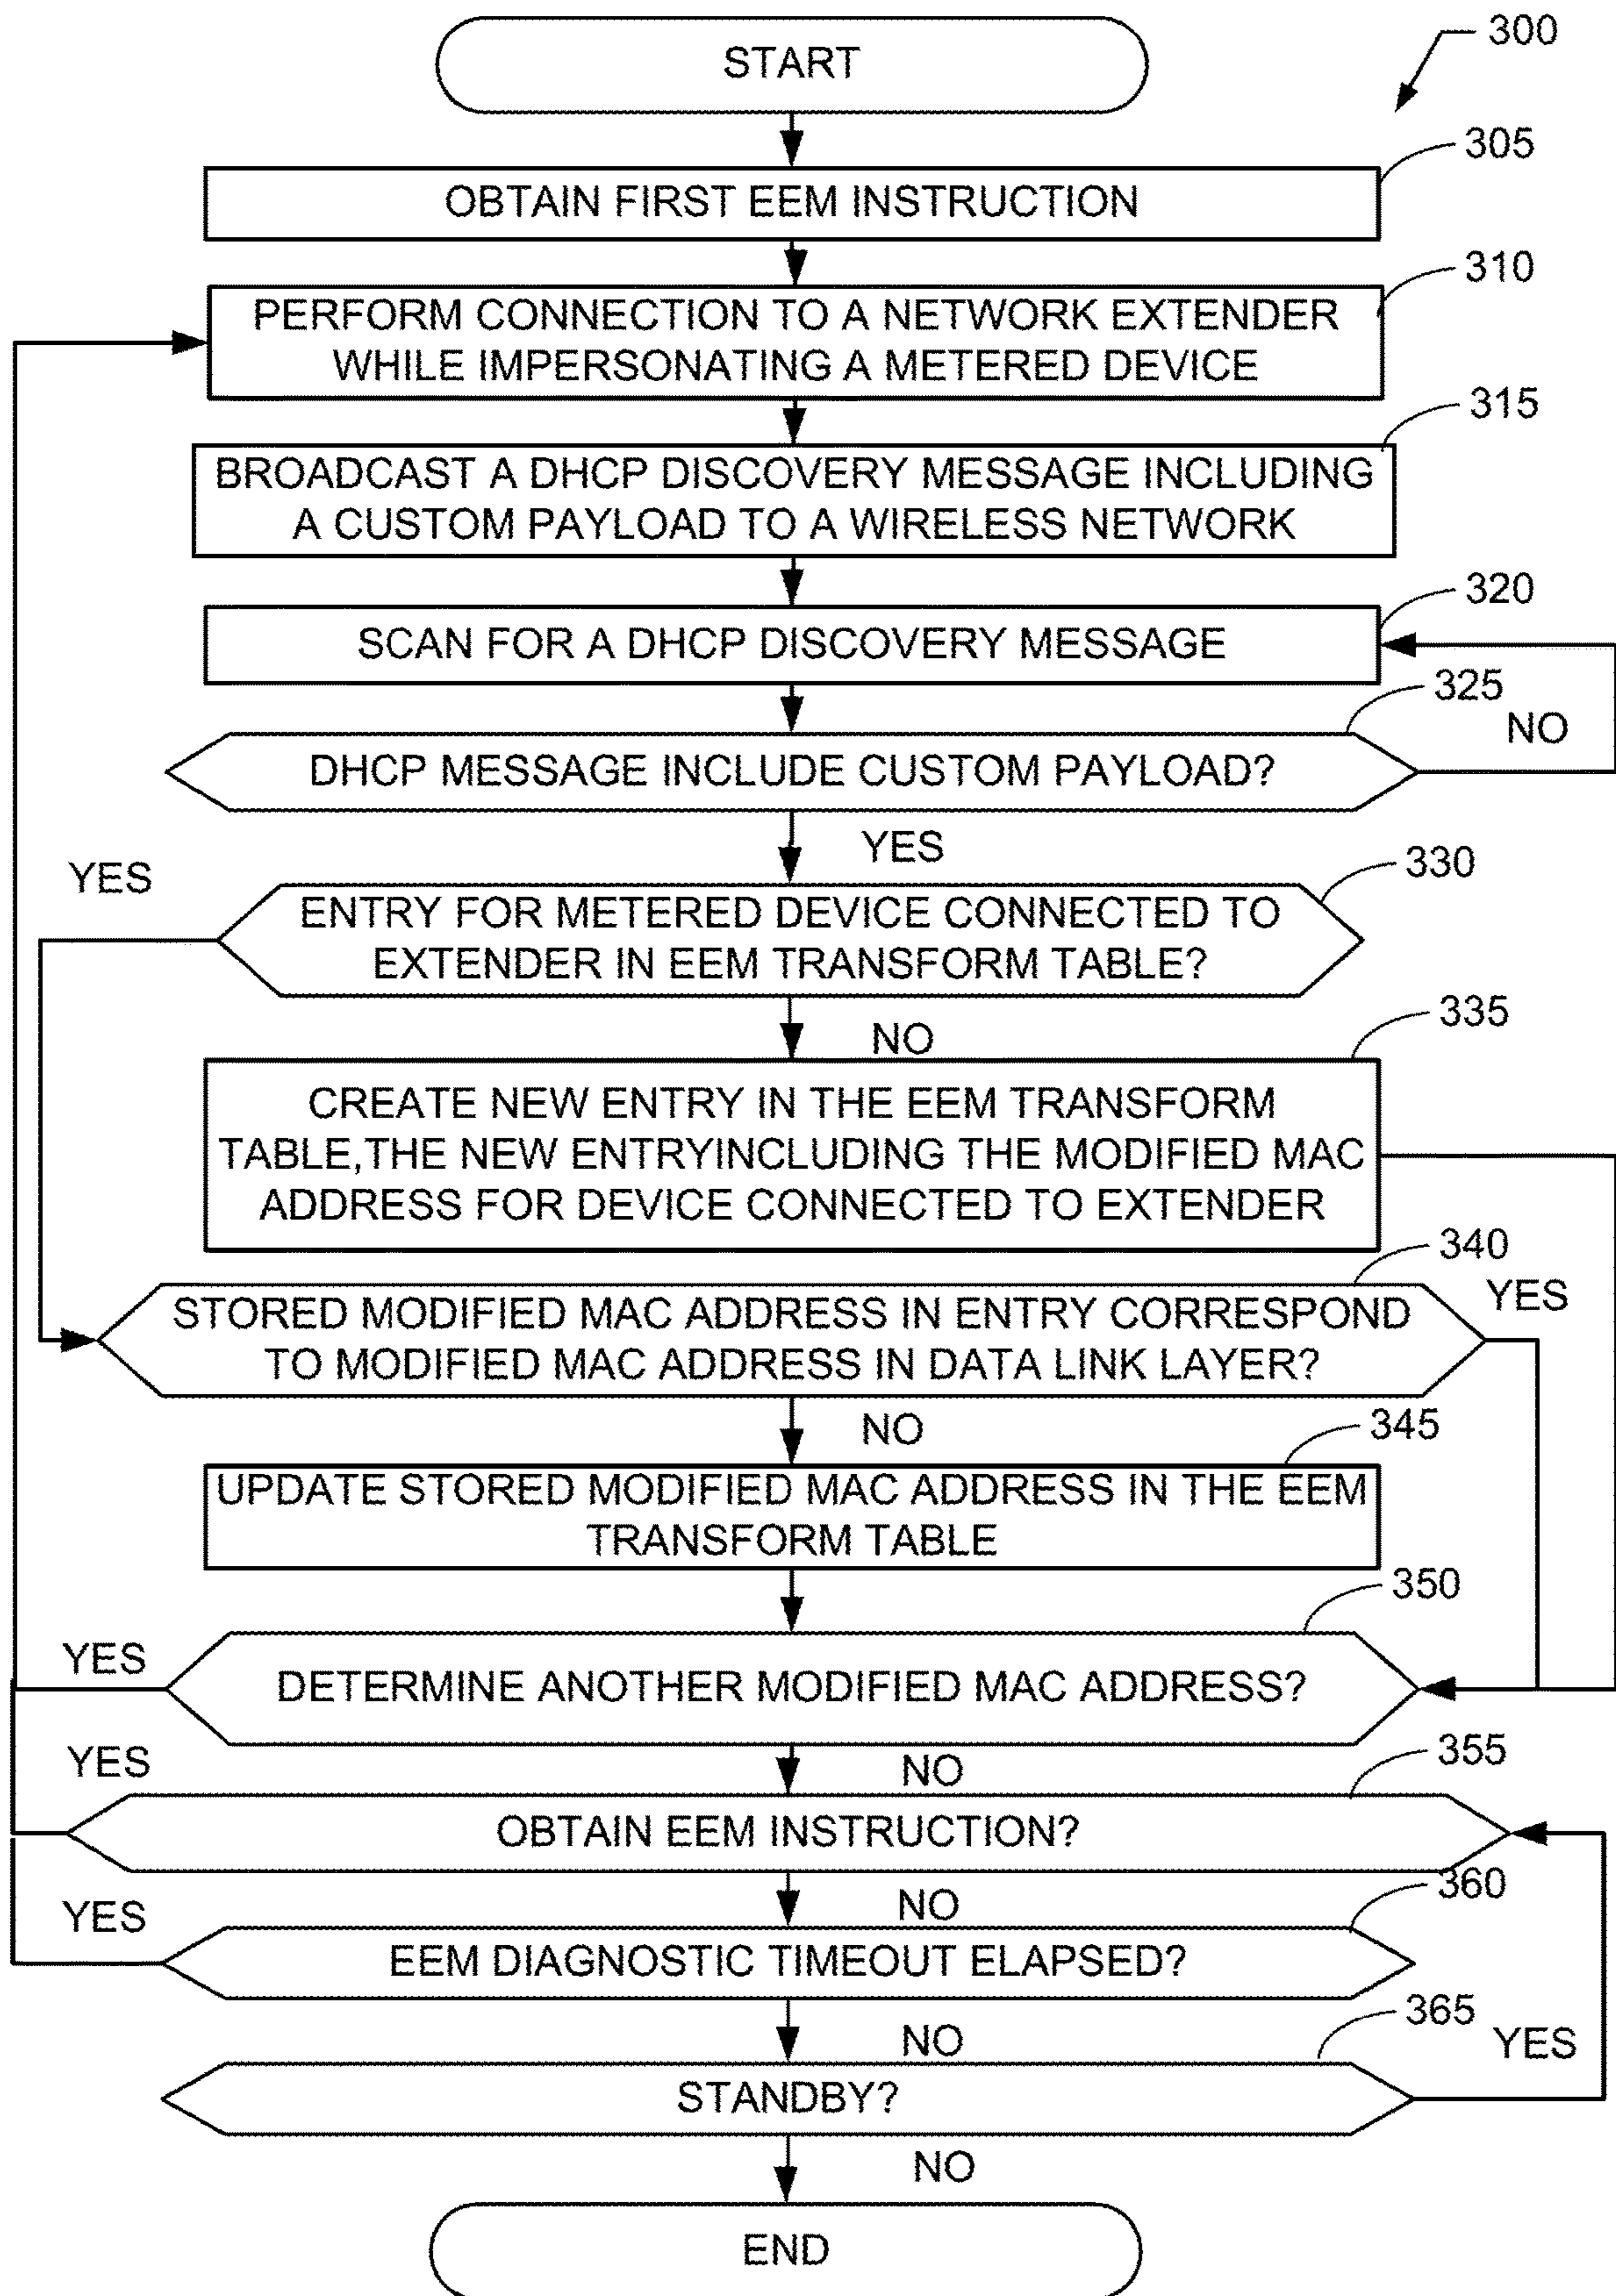 300
START
305
OBTAIN FIRST EEM INSTRUCTION
310
PERFORM CONNECTION TO A NETWORK EXTENDER
WHILE IMPERSONATING A METERED DEVICE
315
BROADCAST A DHCP DISCOVERY MESSAGE INCLUDING
A CUSTOM PAYLOAD TO A WIRELESS NETWORK
320
SCAN FOR A DHCP DISCOVERY MESSAGE
325
NO
DHCP MESSAGE INCLUDE CUSTOM PAYLOAD?
YES
330
YES
ENTRY FOR METERED DEVICE CONNECTED TO
EXTENDER IN EEM TRANSFORM TABLE?
335
NO
CREATE NEW ENTRY IN THE EEM TRANSFORM
TABLE,THE NEW ENTRYINCLUDING THE MODIFIED MAC
ADDRESS FOR DEVICE CONNECTED TO EXTENDER
340
YES
STORED MODIFIED MAC ADDRESS IN ENTRY CORRESPOND
TO MODIFIED MAC ADDRESS IN DATA LINK LAYER?
NO
345
UPDATE STORED MODIFIED MAC ADDRESS IN THE EEM
TRANSFORM TABLE
350
YES
DETERMINE ANOTHER MODIFIED MAC ADDRESS?
355
YES
NO
OBTAIN EEM INSTRUCTION?
360
NO
YES
EEM DIAGNOSTIC TIMEOUT ELAPSED?
365
NO
YES
STANDBY?
NO
END